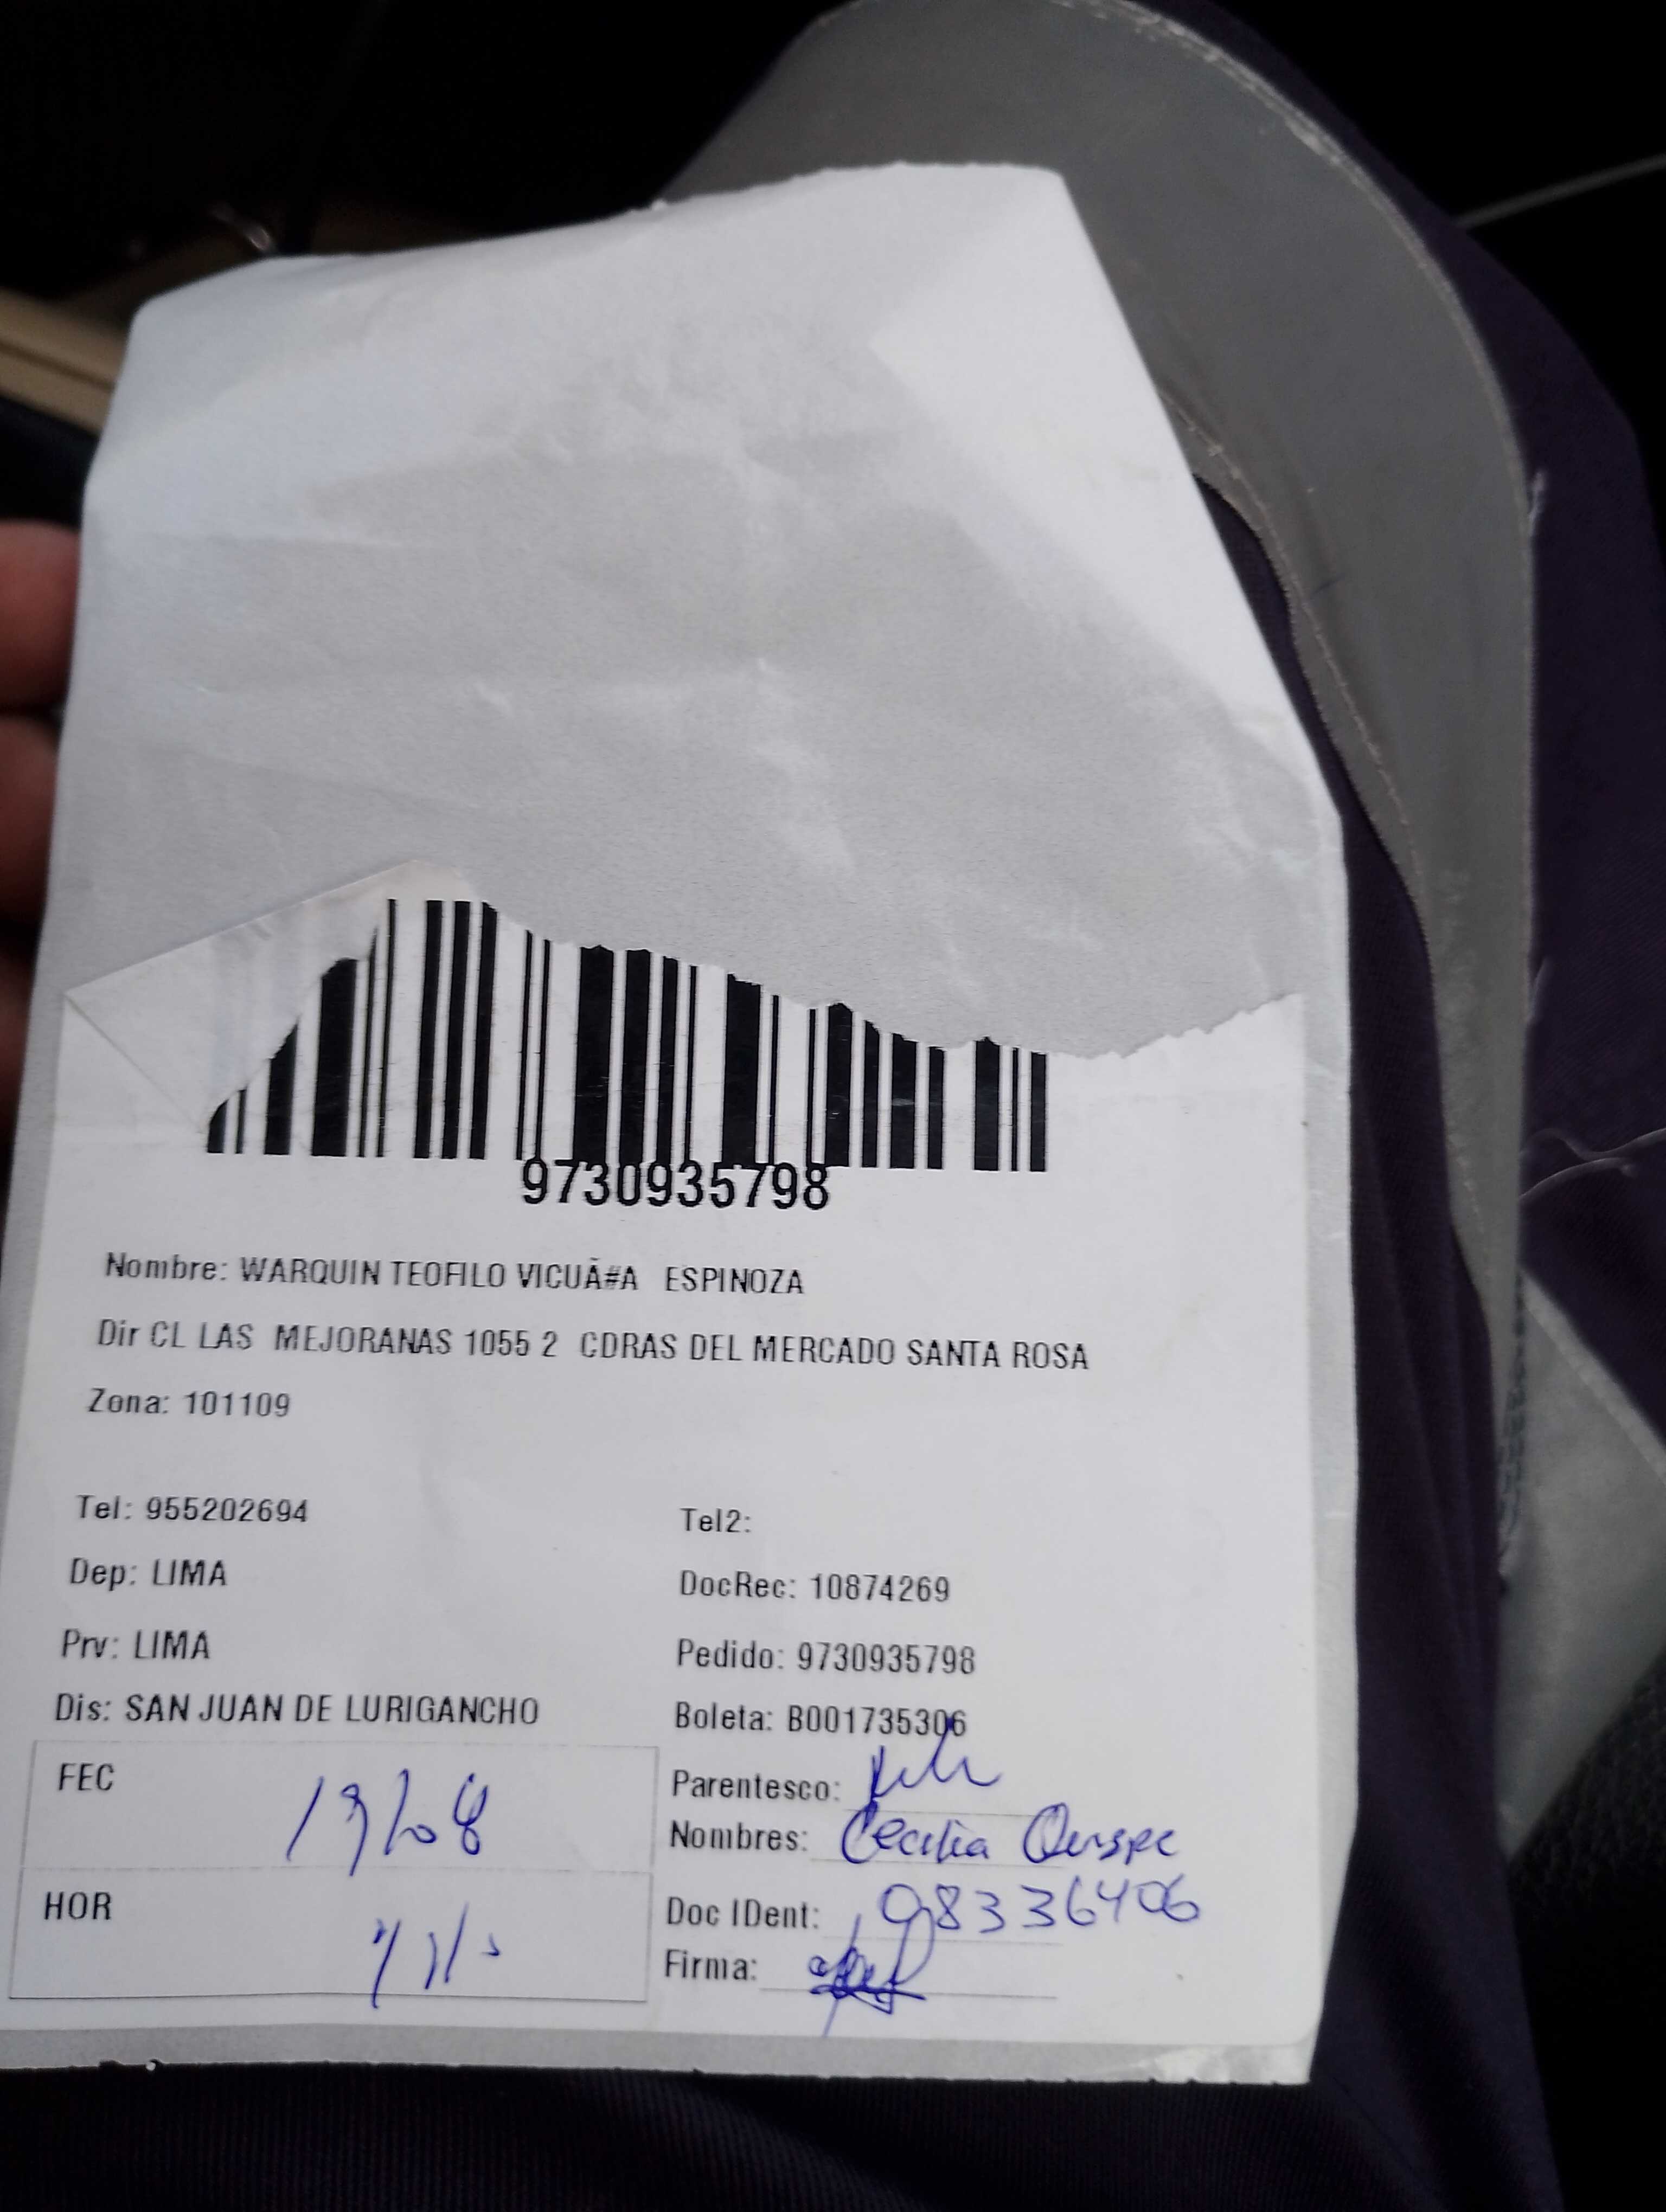 9730935798
Nombre: WARQUIN TEOFILO VICUÃ#A ESPINOZA
Dir CL LAS MEJORANAS 1055 2 CDRAS DEL MERCADO SANTA ROSA
Zona: 101109
Tel: 955202694
Tel2:
Dep: LIMA
DocRec: 10874269
Prv: LIMA
Pedido: 9730935798
Dis: SAN JUAN DE LURIGANCHO
Boleta: B001735306
FEC 19/08
Parentesco:
Nombres: Cecilia Quispe
HOR
Doc IDent: 98336406
Firma: